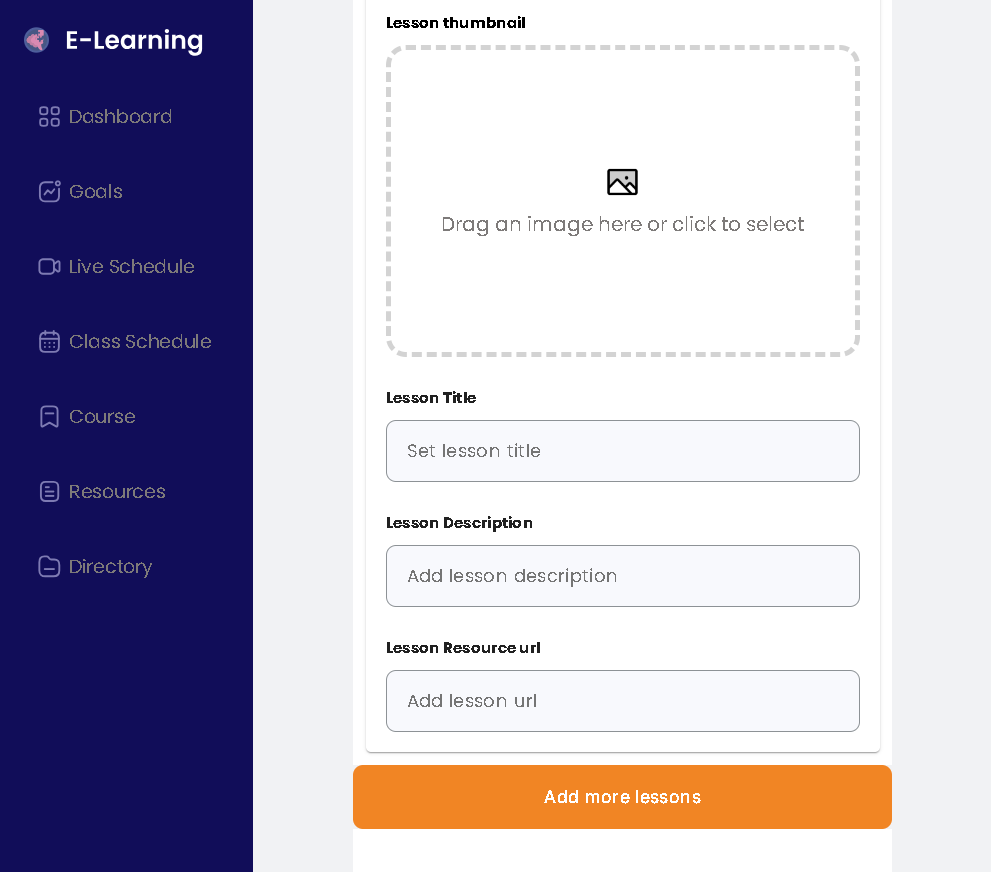 E-Learning
Dashboard
Goals
Live Schedule
Class Schedule
Course
Resources
Directory
Lesson thumbnail
Drag an image here or click to select
Lesson Title
Set lesson title
Lesson Description
Add lesson description
Lesson Resource url
Add lesson url
Add more lessons